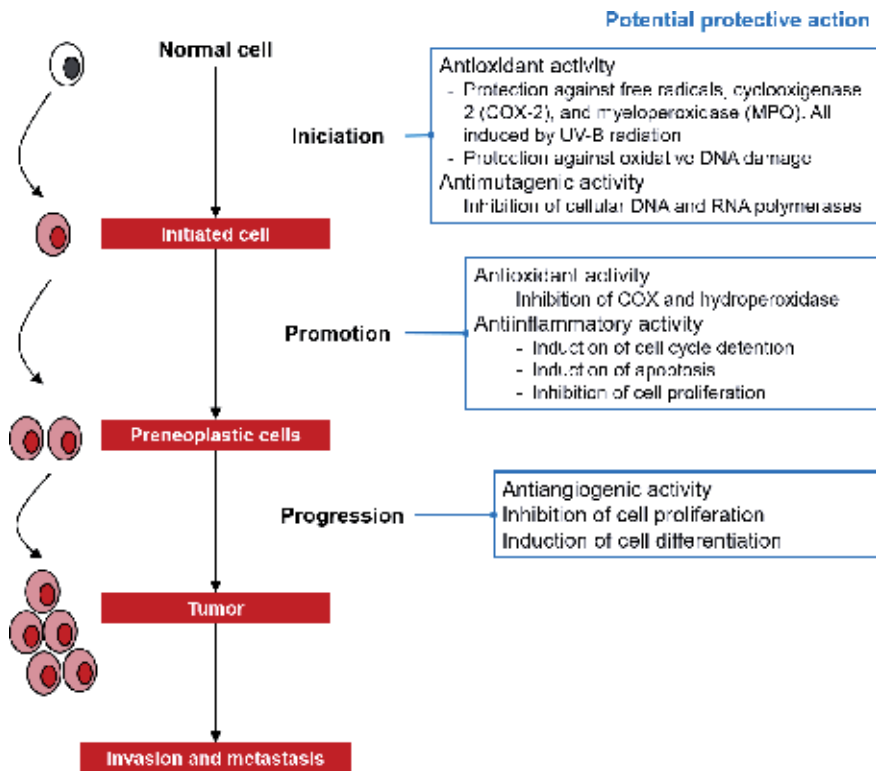 Potential protective action
Normal cell
Antioxidant activity
- Protection against free radicals, cyclooxigenase
2 (COX-2), and myeloperoxicase (MPO). All
induced by UV-B radiation
- Protection against oxidative DNA damage
Antimutagenic activity
Inhibition of cellular DNA and RNA polymerases
Iniciation
Initiated cell
Antioxidant activity
Inhibition of COX and hydroperoxidase
Antiinflammatory activity
- Induction of cell cycle detention
- Induction of apoptosis
- Inhibition of cell proliferation
Promotion
Preneoplastic cells
Antiangiogenic activity
Inhibition of cell proliferation
Induction of cell differentiation
Progression
Tumor
Invasion and metastasis